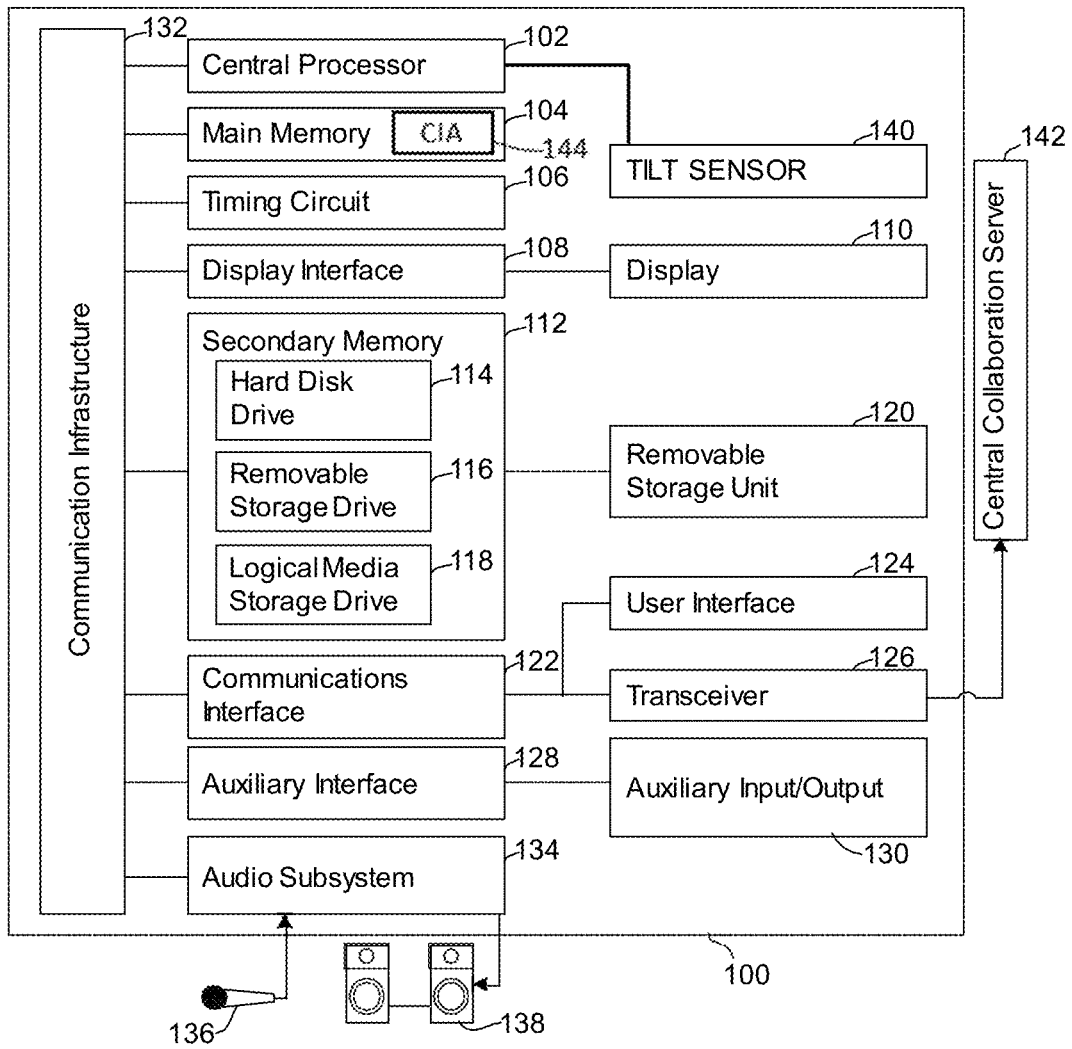 132
Communication Infrastructure
102
Central Processor
104
Main Memory
CIA
144
106
Timing Circuit
108
Display Interface
112
Secondary Memory
114
Hard Disk
Drive
116
Removable
Storage Drive
118
Logical Media
Storage Drive
122
Communications
Interface
128
Auxiliary Interface
134
Audio Subsystem
140
TILT SENSOR
110
Display
120
Removable
Storage Unit
124
User Interface
126
Transceiver
Auxiliary Input/Output
130
142
Central Collaboration Server
100
136
138